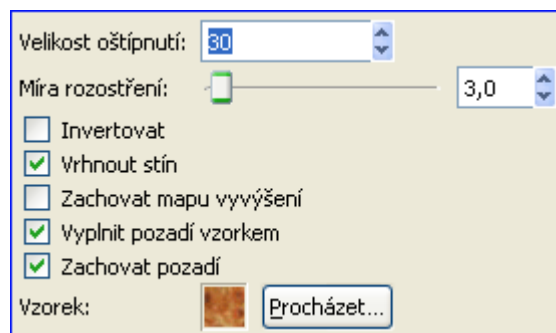 Velikost oštípnutí: 30
Míra rozostření: 3,0
Invertovat
Vrhnout stín
Zachovat mapu vyvýšení
Vyplnit pozadí vzorkem
Zachovat pozadí
Vzorek: Procházet...